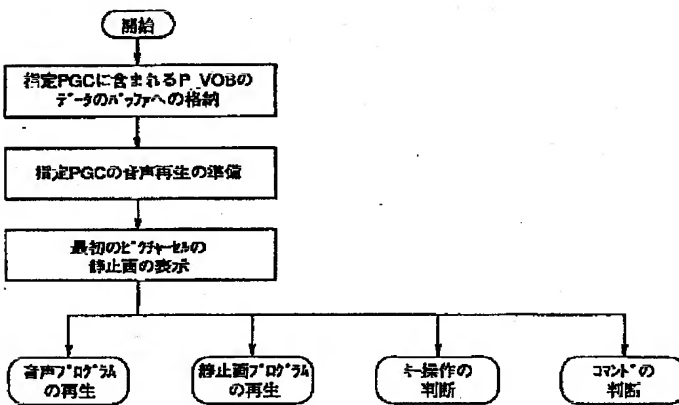 開始
指定PGCに含まれるP_VOBの
ﾃﾞｰﾀのﾊﾞｯﾌｧへの格納
指定PGCの音声再生の準備
最初のﾋﾟｸﾁｬｰｾﾙの
静止画の表示
音声ﾌﾟﾛｸﾞﾗﾑ
の再生
静止画ﾌﾟﾛｸﾞﾗﾑ
の再生
キー操作の
判断
ｺﾏﾝﾄﾞの
判断